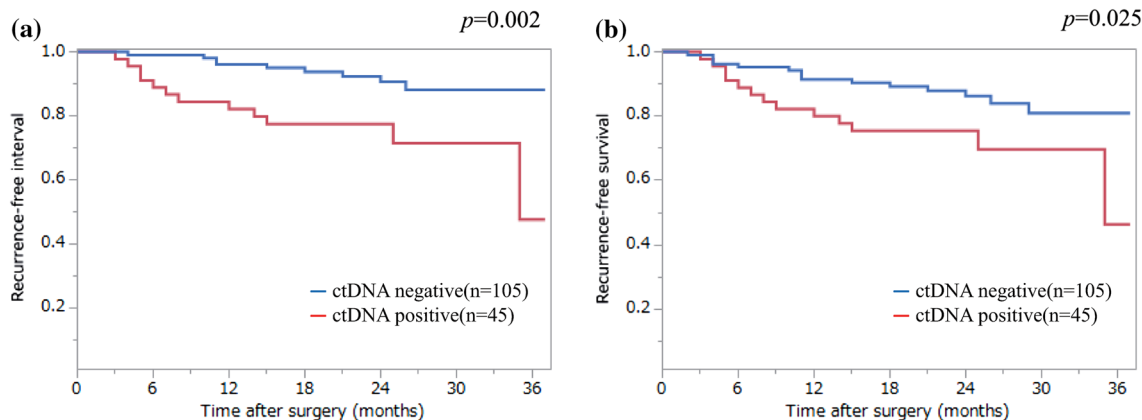 (a)
p=0.002
1.0
0.8
0.6
0.4
0.2
Recurrence-free interval
ctDNA negative(n=105)
ctDNA positive(n=45)
0 6 12 18 24 30 36
Time after surgery (months)
(b)
p=0.025
1.0
0.8
0.6
0.4
0.2
Recurrence-free survival
ctDNA negative(n=105)
ctDNA positive(n=45)
0 6 12 18 24 30 36
Time after surgery (months)